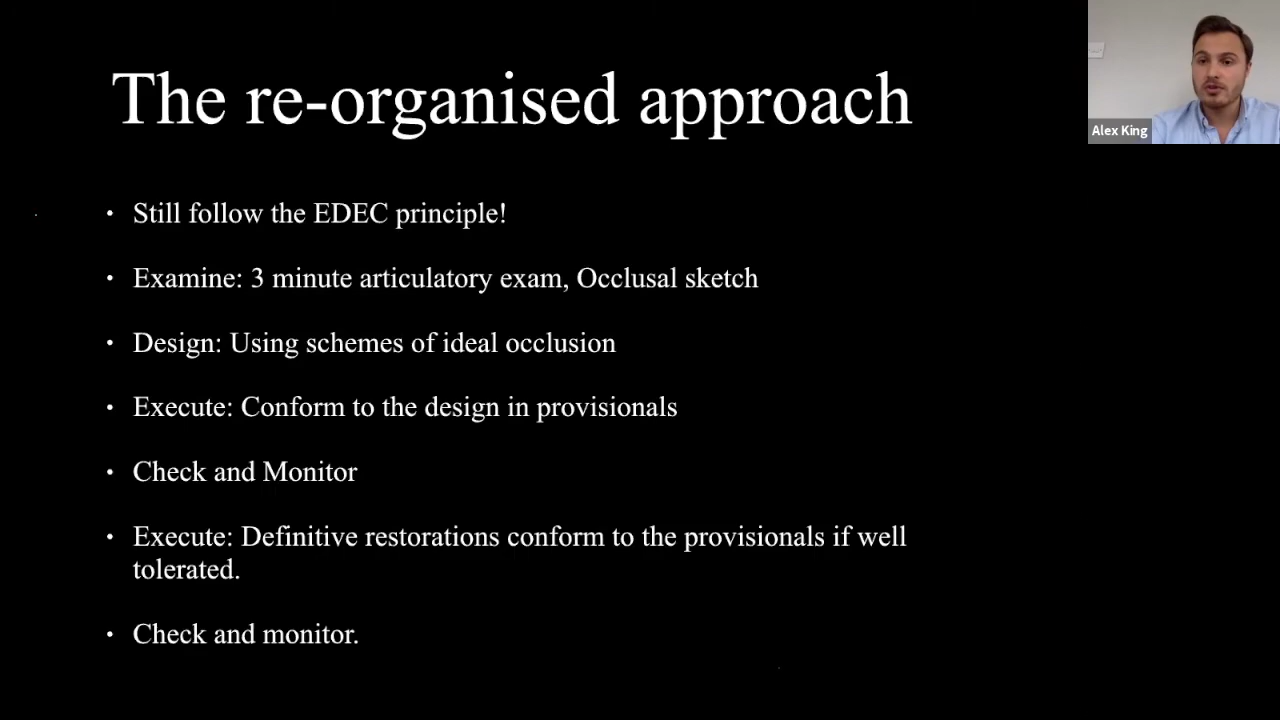 The re-organised approach
Alex King
• Still follow the EDEC principle!
• Examine: 3 minute articulatory exam, Occlusal sketch
• Design: Using schemes of ideal occlusion
• Execute: Conform to the design in provisionals
• Check and Monitor
• Execute: Definitive restorations conform to the provisionals if well
tolerated.
• Check and monitor.